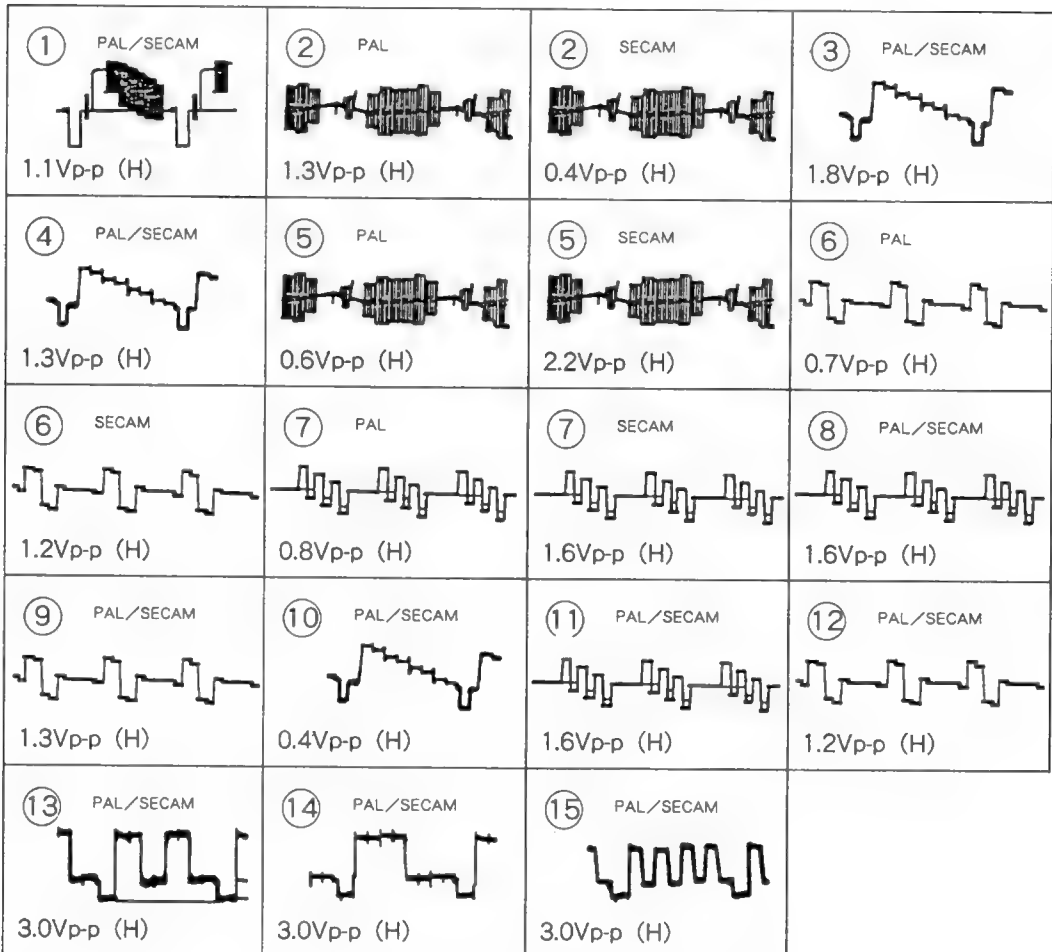 ① PAL/SECAM
1.1Vp-p (H)
② PAL
1.3Vp-p (H)
② SECAM
0.4Vp-p (H)
③ PAL/SECAM
1.8Vp-p (H)
④ PAL/SECAM
1.3Vp-p (H)
⑤ PAL
0.6Vp-p (H)
⑤ SECAM
2.2Vp-p (H)
⑥ PAL
0.7Vp-p (H)
⑥ SECAM
1.2Vp-p (H)
⑦ PAL
0.8Vp-p (H)
⑦ SECAM
1.6Vp-p (H)
⑧ PAL/SECAM
1.6Vp-p (H)
⑨ PAL/SECAM
1.3Vp-p (H)
⑩ PAL/SECAM
0.4Vp-p (H)
⑪ PAL/SECAM
1.6Vp-p (H)
⑫ PAL/SECAM
1.2Vp-p (H)
⑬ PAL/SECAM
3.0Vp-p (H)
⑭ PAL/SECAM
3.0Vp-p (H)
⑮ PAL/SECAM
3.0Vp-p (H)